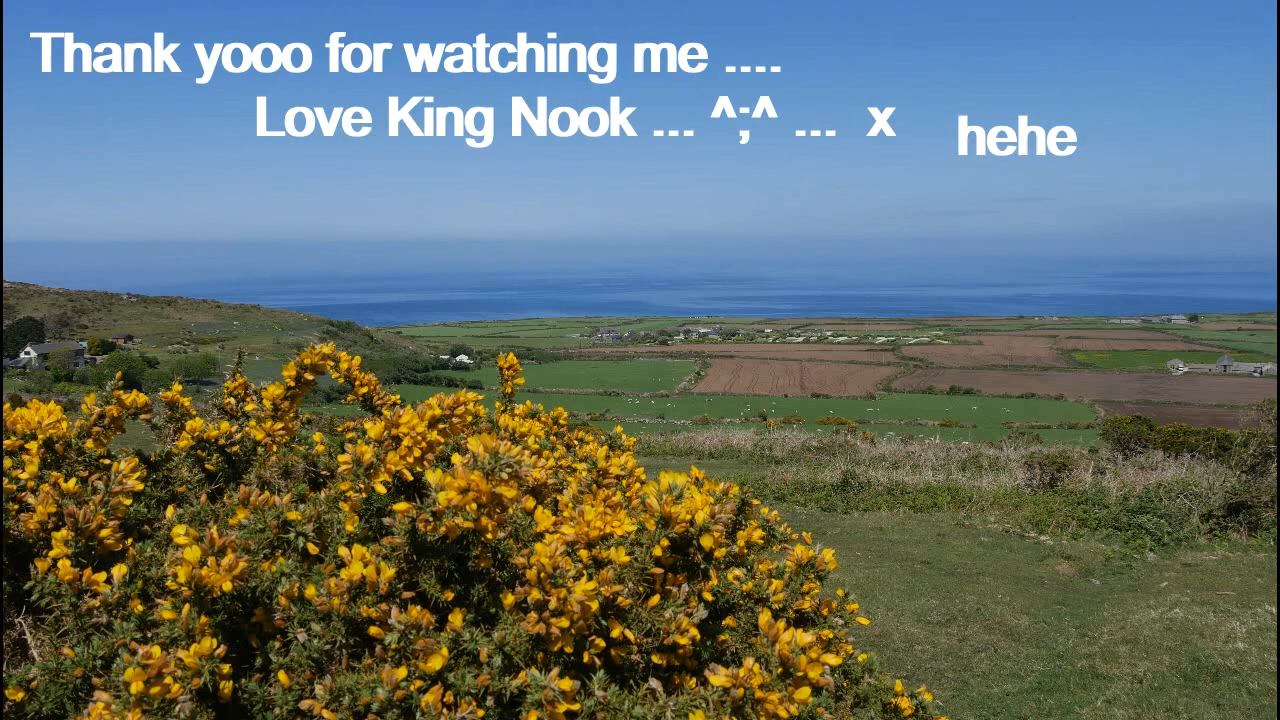 Thank yooo for watching me ....
Love King Nook ... ^;^ ... x
hehe